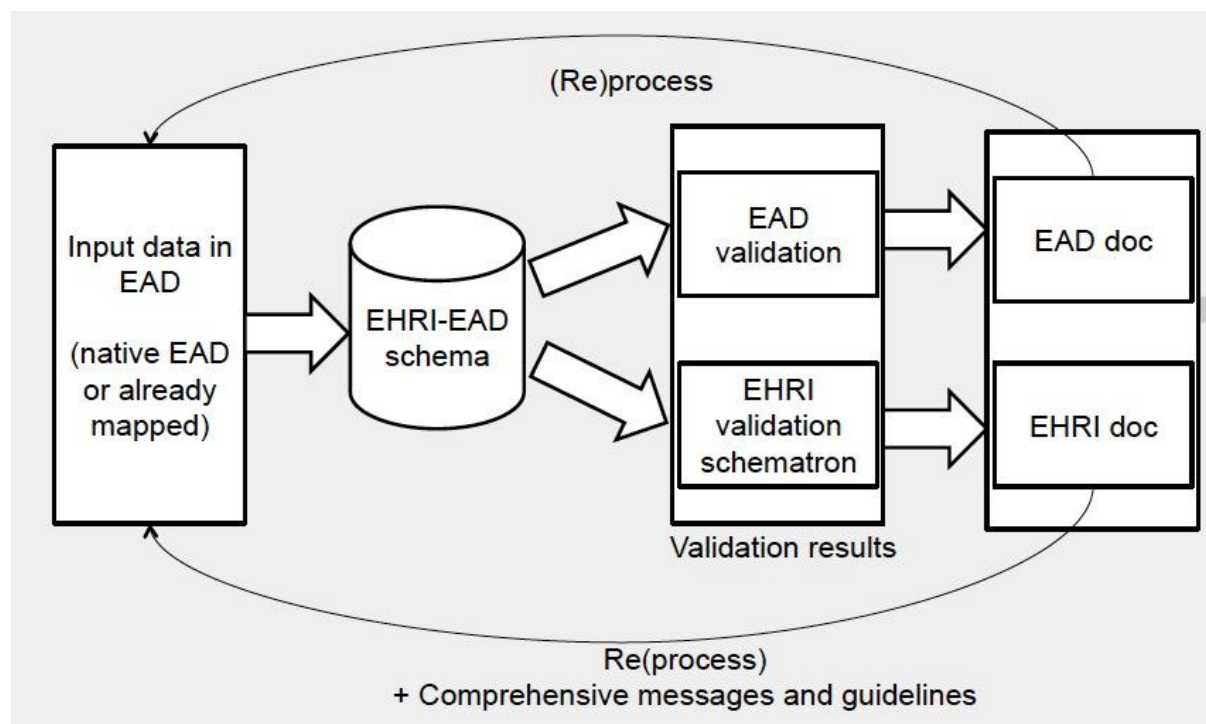 (Re)process
Input data in
EAD
(native EAD
or already
mapped)
EHRI-EAD
schema
EAD
validation
EHRI
validation
schematron
Validation results
EAD doc
EHRI doc
Re(process)
+ Comprehensive messages and guidelines